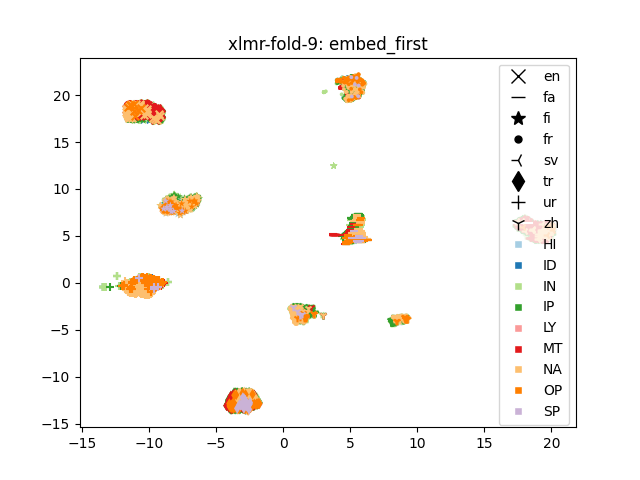 xlmr-fold-9: embed_first
20
15
10
5
0
−5
−10
−15
−15
−10
−5
0
5
10
15
20
en
fa
fi
fr
sv
tr
ur
zh
HI
ID
IN
IP
LY
MT
NA
OP
SP